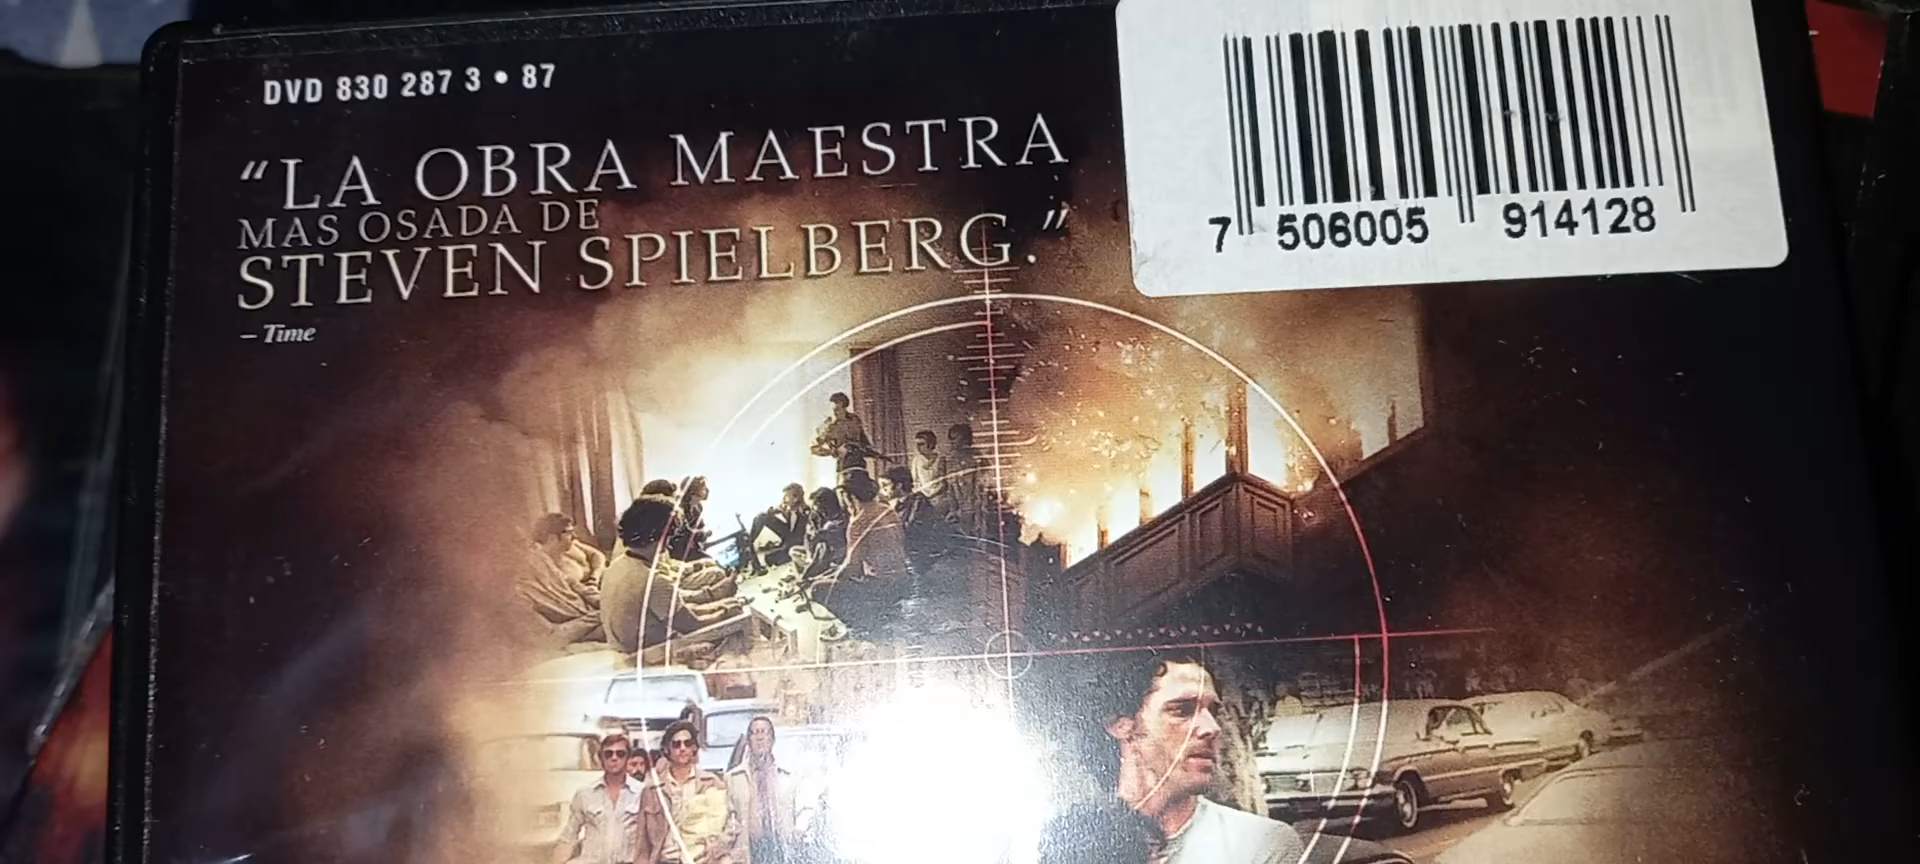 DVD 830 287 3 • 87
“LA OBRA MAESTRA
MAS OSADA DE
STEVEN SPIELBERG.”
– Time
7 506005 914128